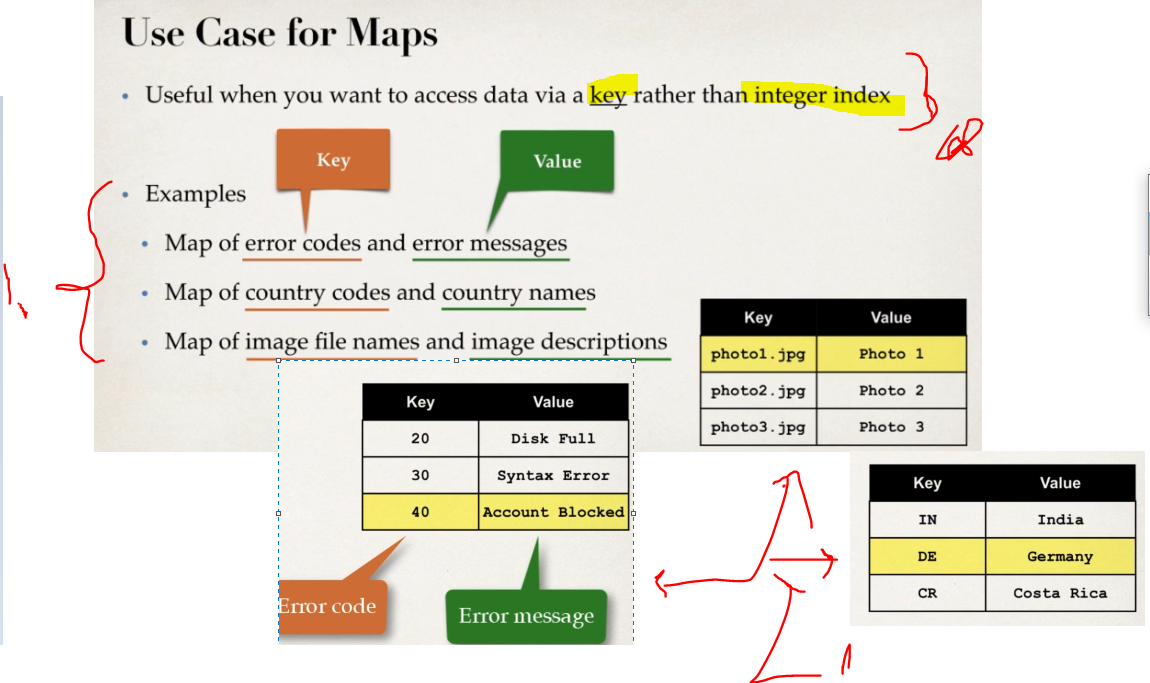 Use Case for Maps
• Useful when you want to access data via a key rather than integer index
Key
Value
• Examples
• Map of error codes and error messages
• Map of country codes and country names
• Map of image file names and image descriptions
1.
Key Value
photo1.jpg Photo 1
photo2.jpg Photo 2
photo3.jpg Photo 3
Key Value
20 Disk Full
30 Syntax Error
40 Account Blocked
Error code
Error message
Key Value
IN India
DE Germany
CR Costa Rica